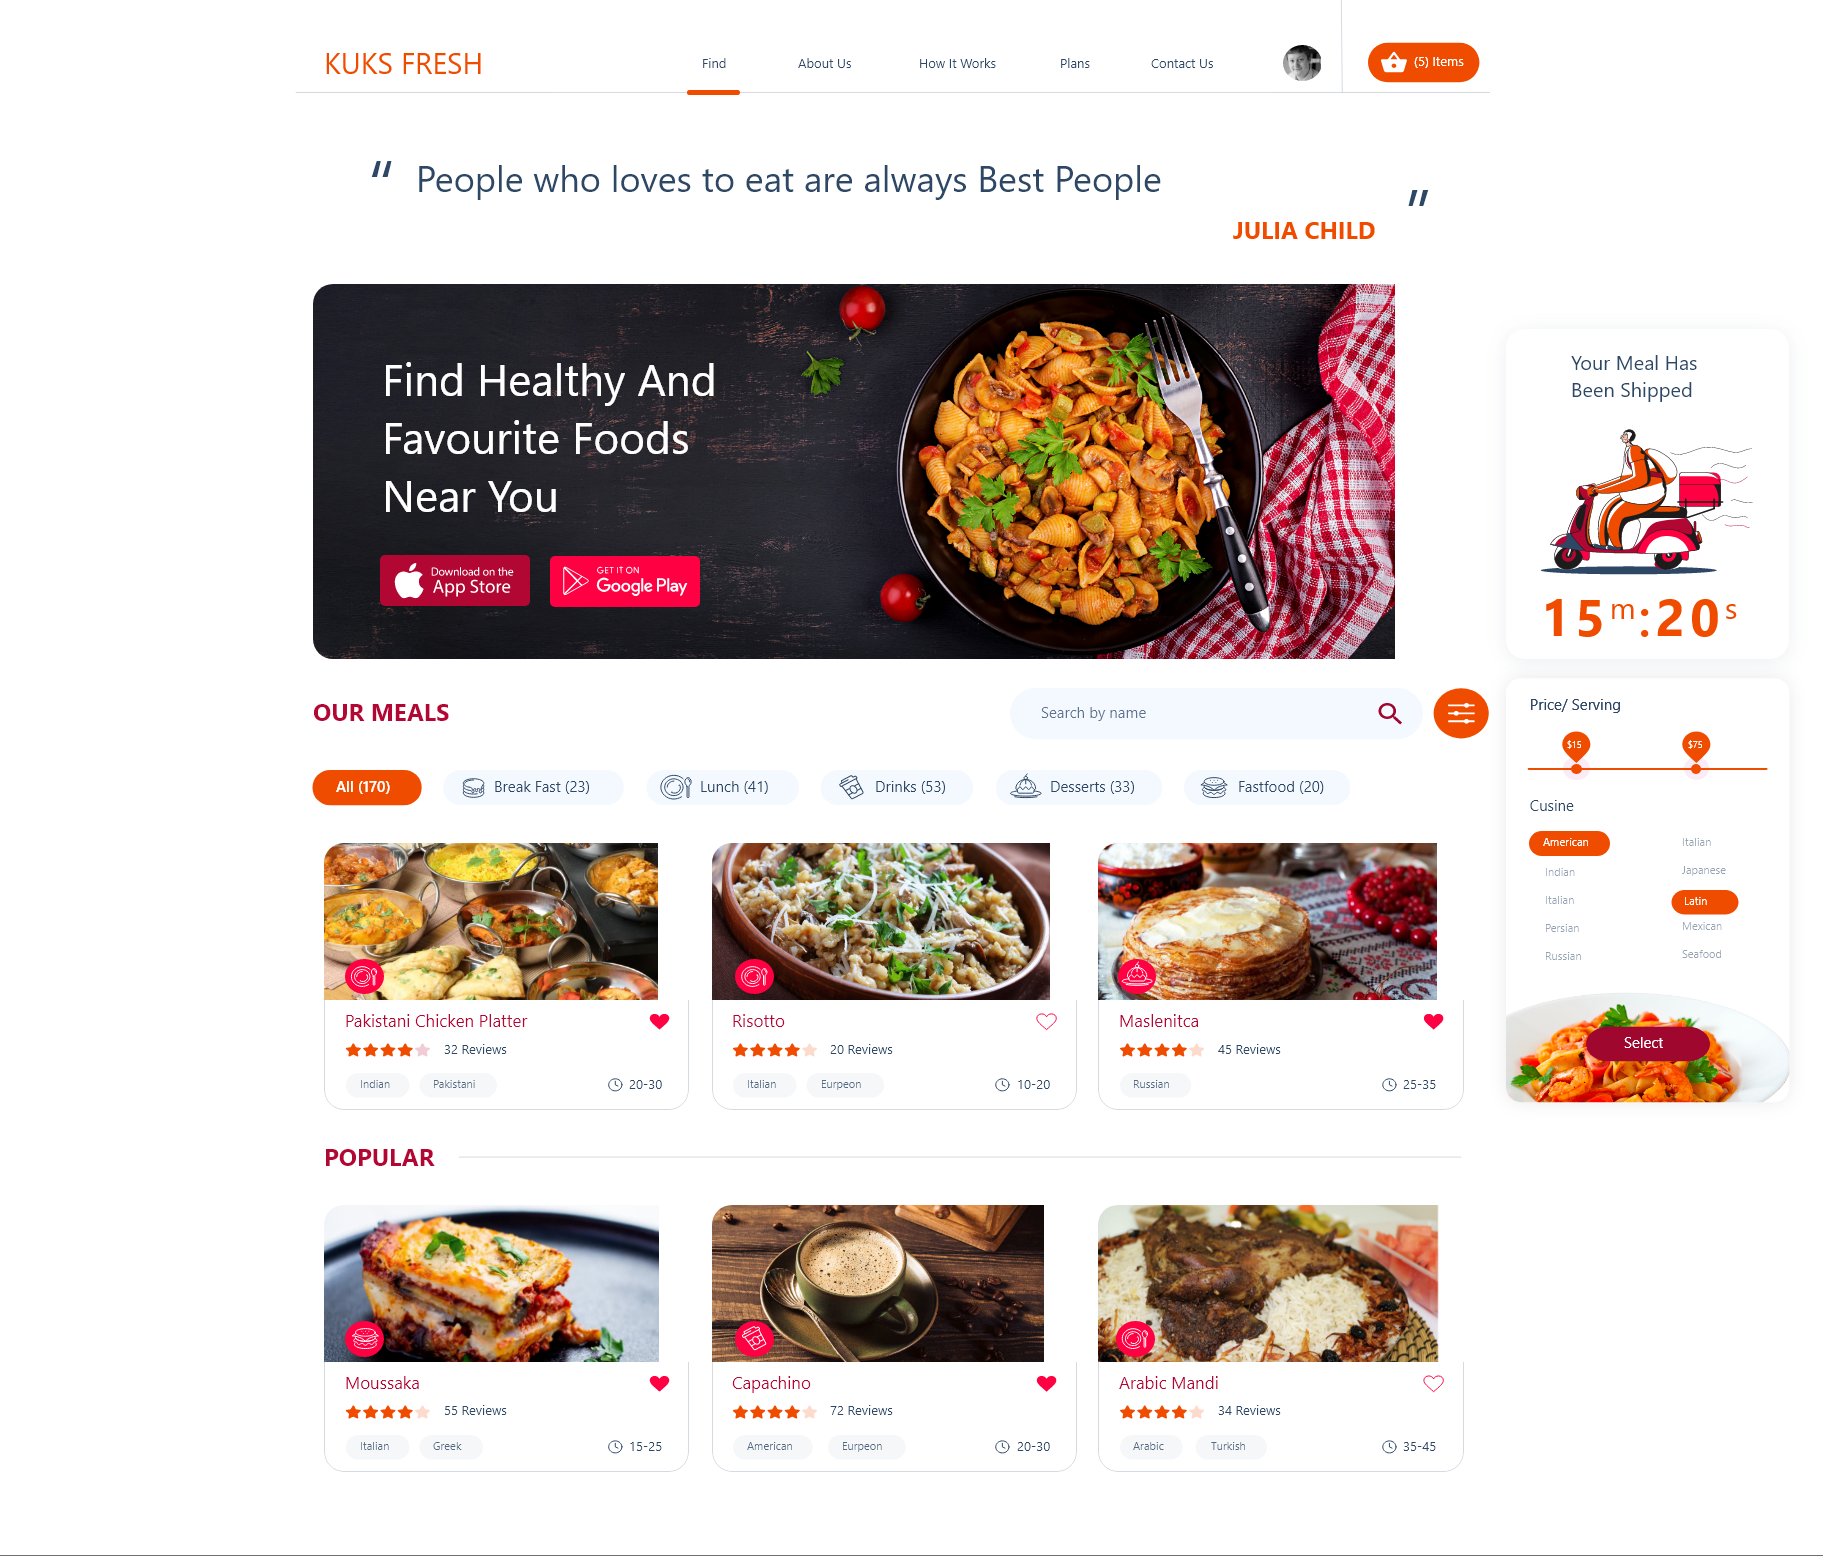 KUKS FRESH
Find
About Us
How It Works
Plans
Contact Us
(5) Items
“ People who loves to eat are always Best People "
JULIA CHILD
Find Healthy And
Favourite Foods
Near You
Download on the
App Store
GET IT ON
Google Play
Your Meal Has
Been Shipped
15m:20s
OUR MEALS
Search by name
All (170)
Break Fast (23)
Lunch (41)
Drinks (53)
Desserts (33)
Fastfood (20)
Price/ Serving
$15
$75
Cusine
American
Indian
Italian
Persian
Russian
Italian
Japanese
Latin
Mexican
Seafood
Select
Pakistani Chicken Platter
32 Reviews
Indian
Pakistani
20-30
Risotto
20 Reviews
Italian
Eurpeon
10-20
Maslenitca
45 Reviews
Russian
25-35
POPULAR
Moussaka
55 Reviews
Italian
Greek
15-25
Capachino
72 Reviews
American
Eurpeon
20-30
Arabic Mandi
34 Reviews
Arabic
Turkish
35-45